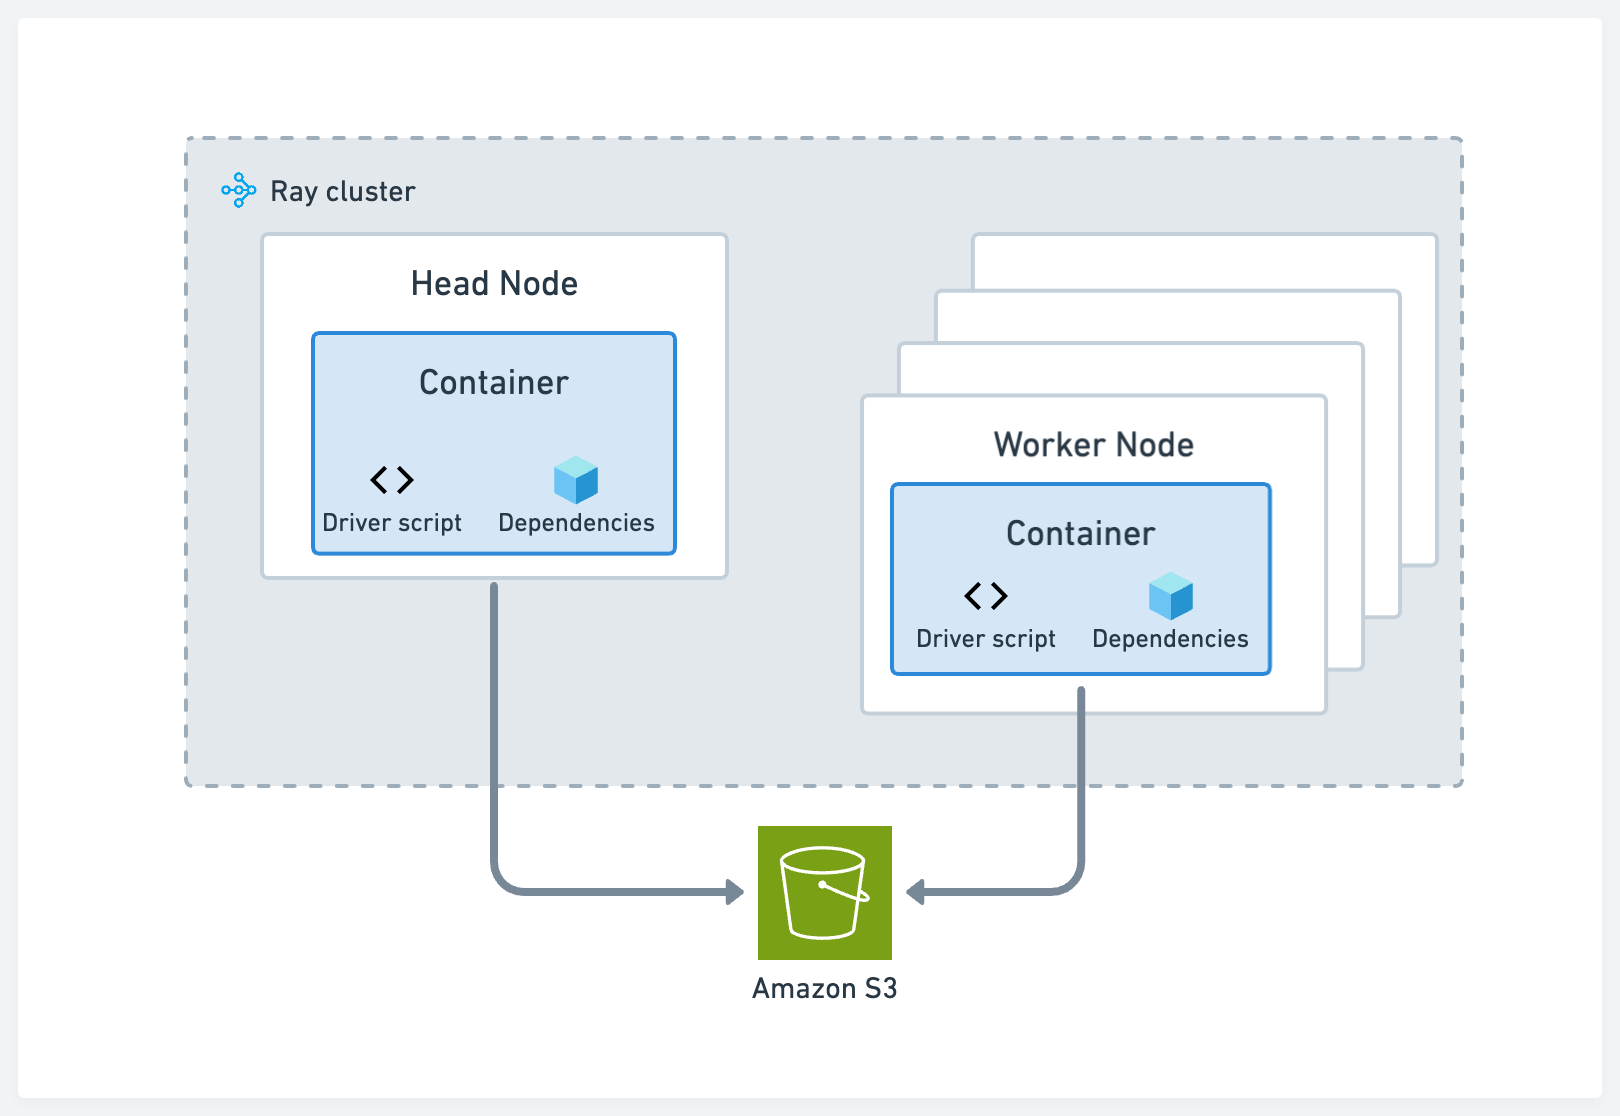 Ray cluster
Head Node
Container
Driver script
Dependencies
Worker Node
Container
Driver script
Dependencies
Amazon S3